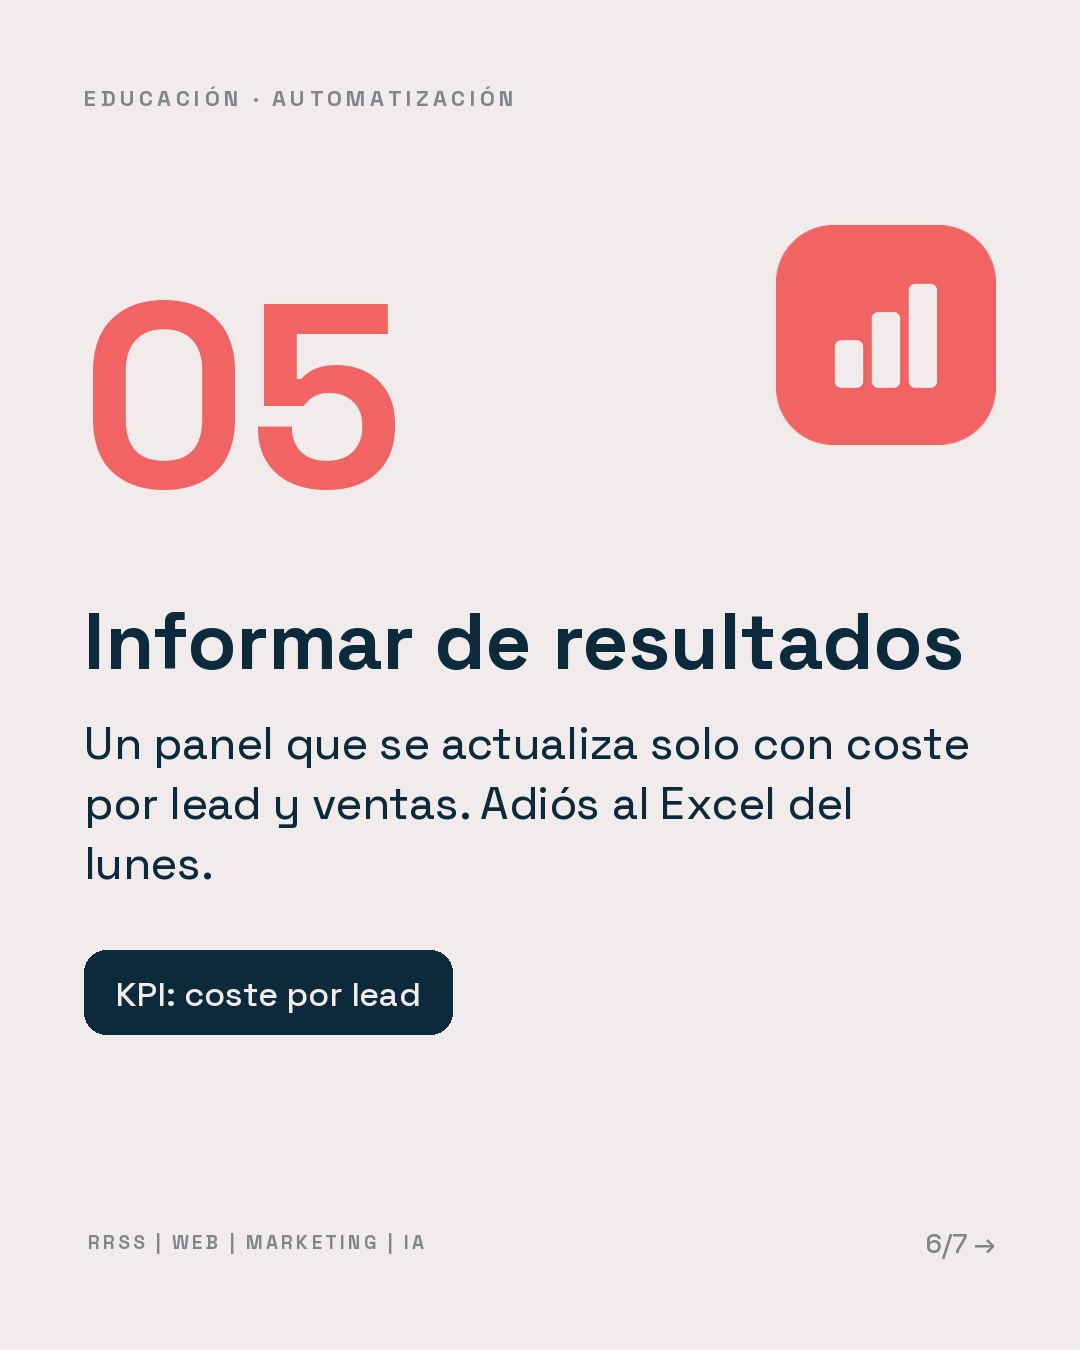 EDUCACIÓN · AUTOMATIZACIÓN
05
Informar de resultados
Un panel que se actualiza solo con coste
por lead y ventas. Adiós al Excel del
lunes.
KPI: coste por lead
RRSS | WEB | MARKETING | IA
6/7 →